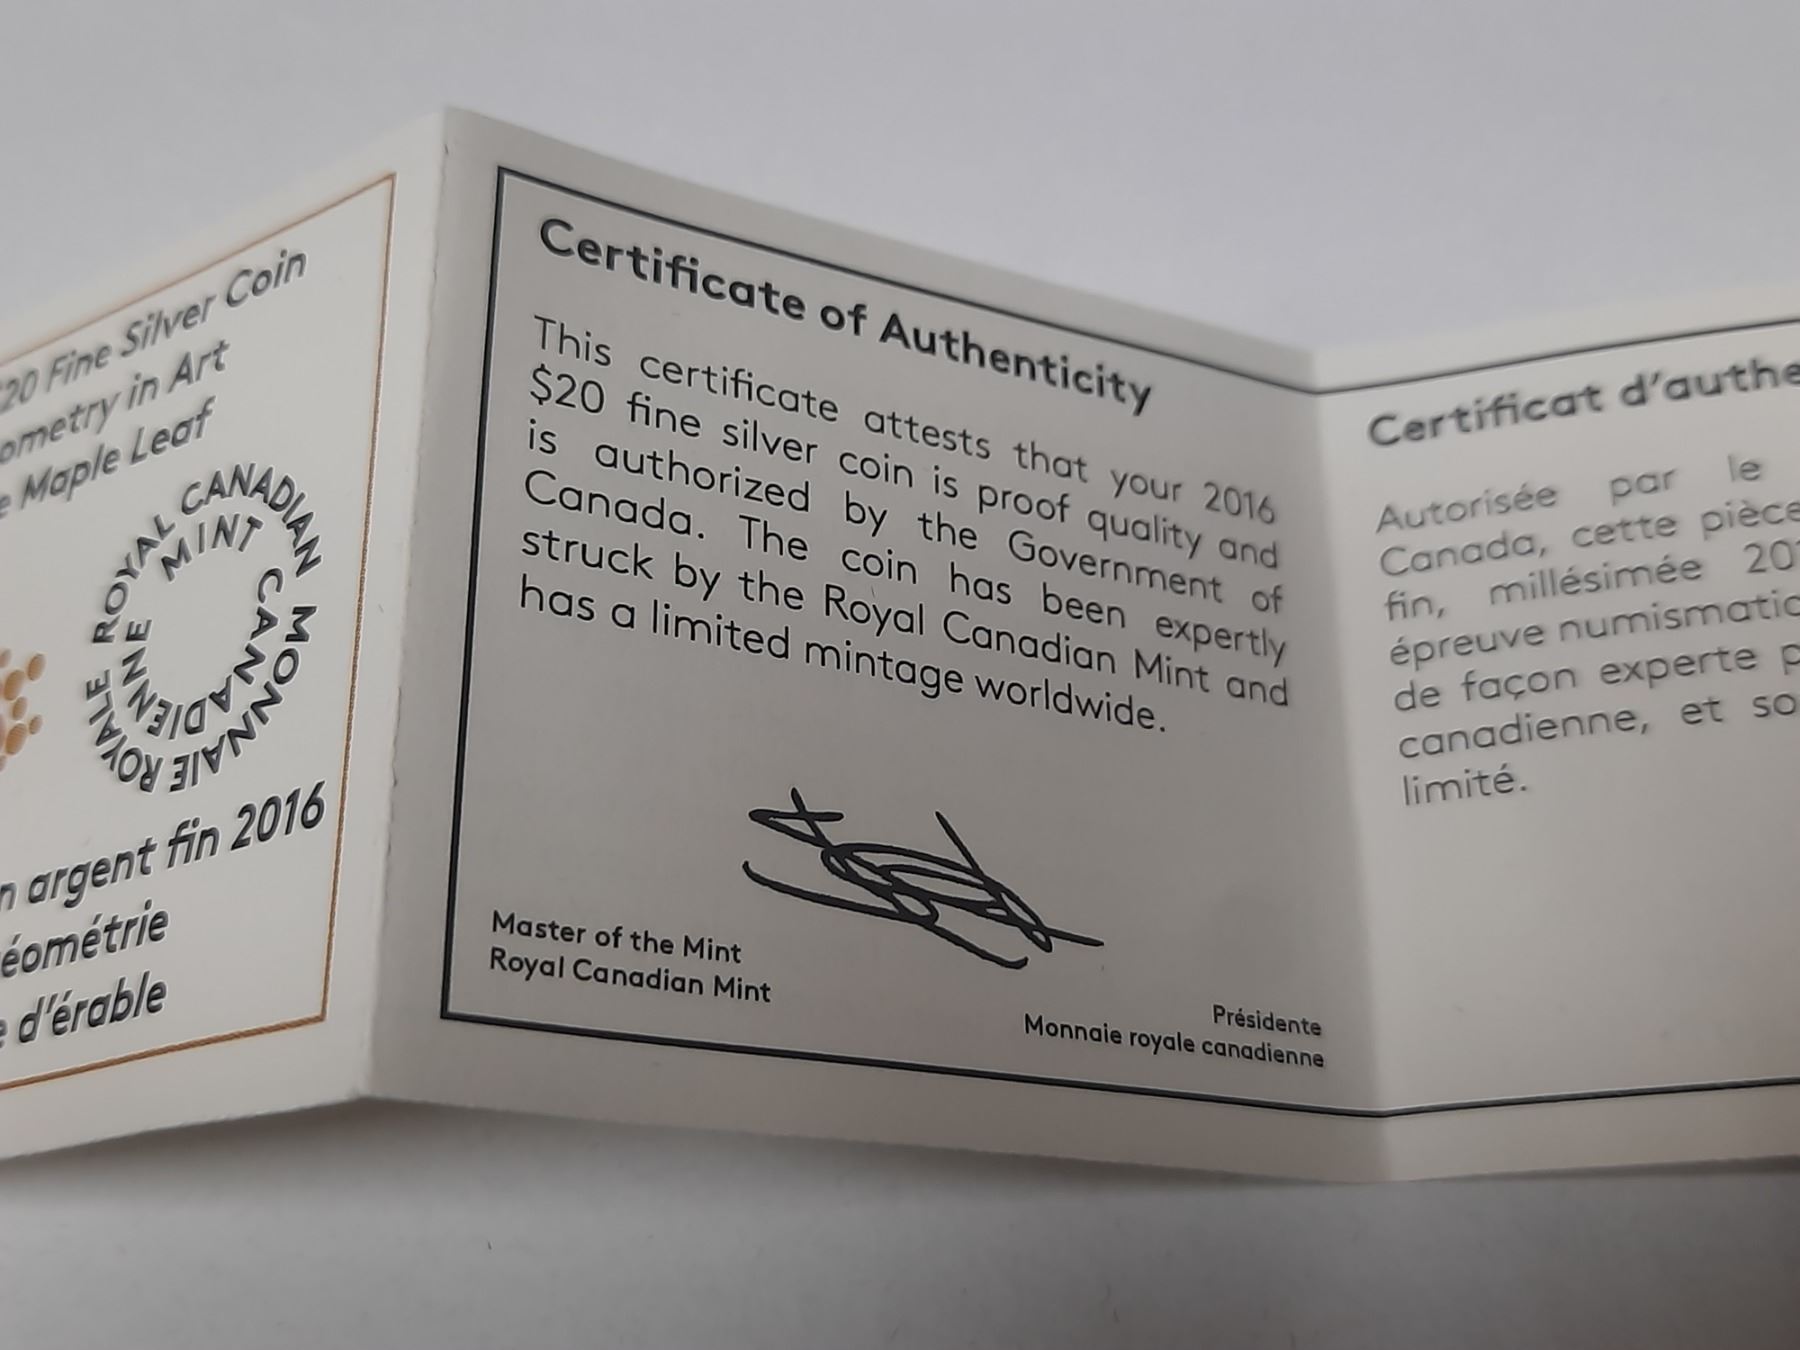 20 Fine Silver Coin
ometry in Art
Maple Leaf
ROYAL CANADIAN MINT
MONNAIE ROYALE CANADIENNE
argent fin 2016
éométrie
d'érable
Certificate of Authenticity
This certificate attests that your 2016
$20 fine silver coin is proof quality and
is authorized by the Government of
Canada. The coin has been expertly
struck by the Royal Canadian Mint and
has a limited mintage worldwide.
Master of the Mint
Royal Canadian Mint
Présidente
Monnaie royale canadienne
Certificat d'authe
Autorisée par le
Canada, cette pièce
fin, millésimée 20
épreuve numismatic
de façon experte p
canadienne, et so
limité.